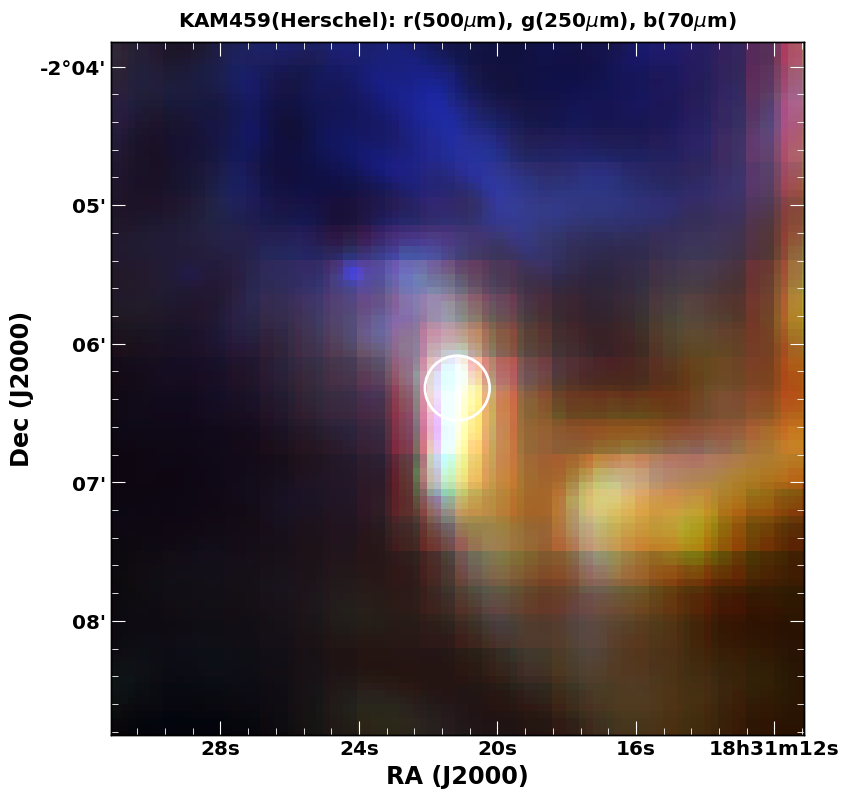 KAM459(Herschel): r(500μm), g(250μm), b(70μm)
-2°04'
05'
06'
07'
08'
Dec (J2000)
28s 24s 20s 16s 18h31m12s
RA (J2000)